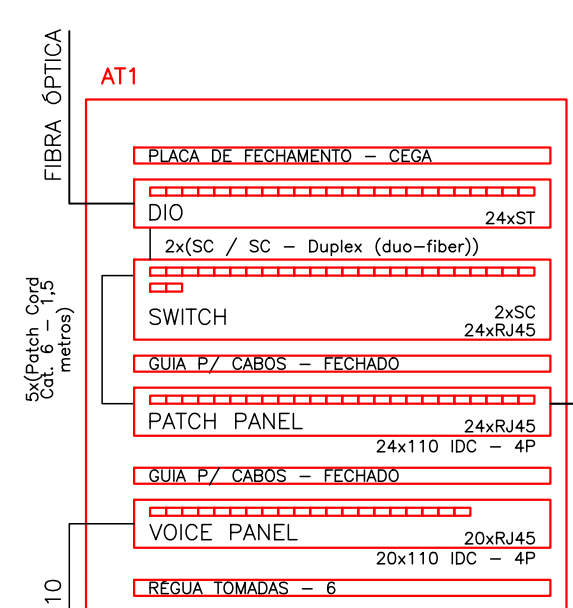 FIBRA ÓPTICA
AT1
PLACA DE FECHAMENTO – CEGA
DIO
24xST
2x(SC / SC – Duplex (duo–fiber))
5x(Patch Cord
Cat. 6 – 1,5
metros)
SWITCH
2xSC
24xRJ45
GUIA P/ CABOS – FECHADO
PATCH PANEL
24xRJ45
24x110 IDC – 4P
GUIA P/ CABOS – FECHADO
VOICE PANEL
20xRJ45
20x110 IDC – 4P
10
RÉGUA TOMADAS – 6